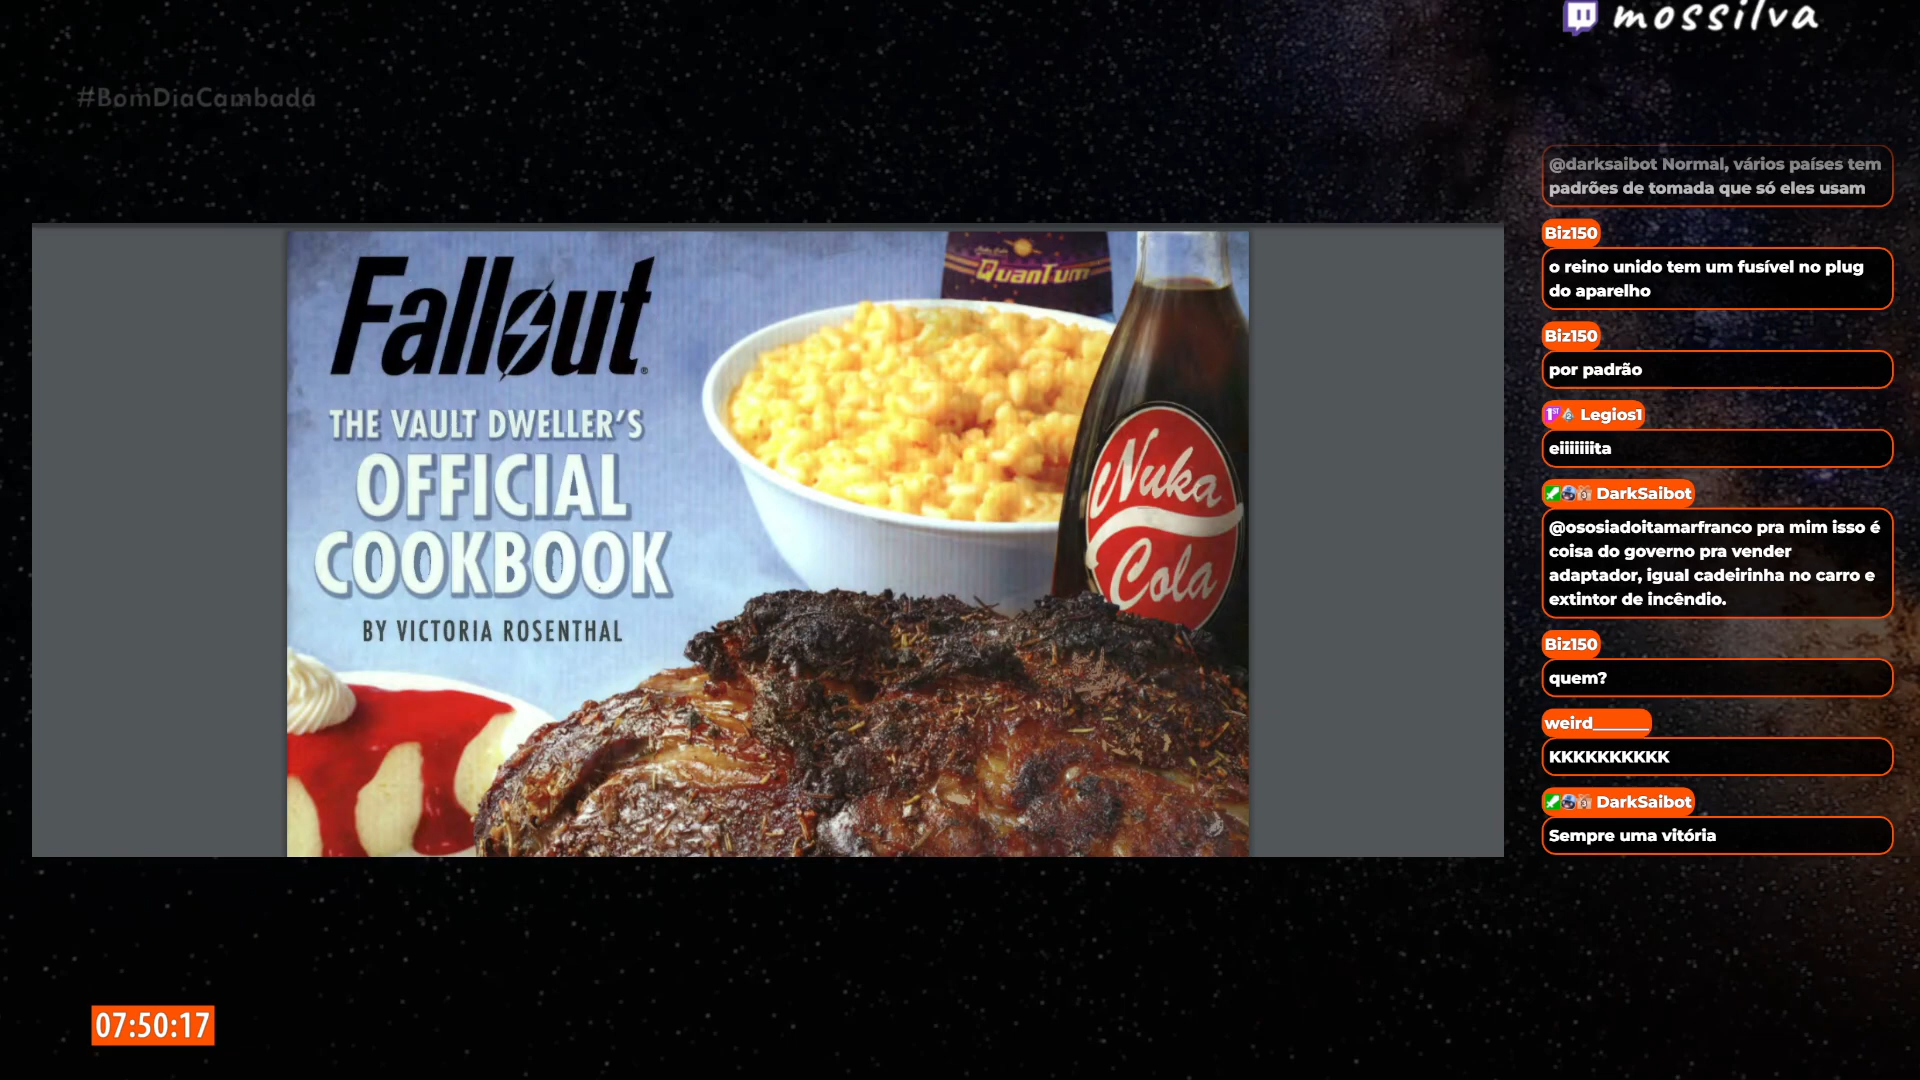 mossilva
#BomDiaCambada
Fallout®
THE VAULT DWELLER'S
OFFICIAL
COOKBOOK
BY VICTORIA ROSENTHAL
QuanTum
Nuka
Cola
@darksaibot Normal, vários países tem
padrões de tomada que só eles usam
Biz150
o reino unido tem um fusível no plug
do aparelho
Biz150
por padrão
1ST Legios1
eiiiiiiita
DarkSaibot
@ososiadoitamarfranco pra mim isso é
coisa do governo pra vender
adaptador, igual cadeirinha no carro e
extintor de incêndio.
Biz150
quem?
weird_______
KKKKKKKKKK
DarkSaibot
Sempre uma vitória
07:50:17